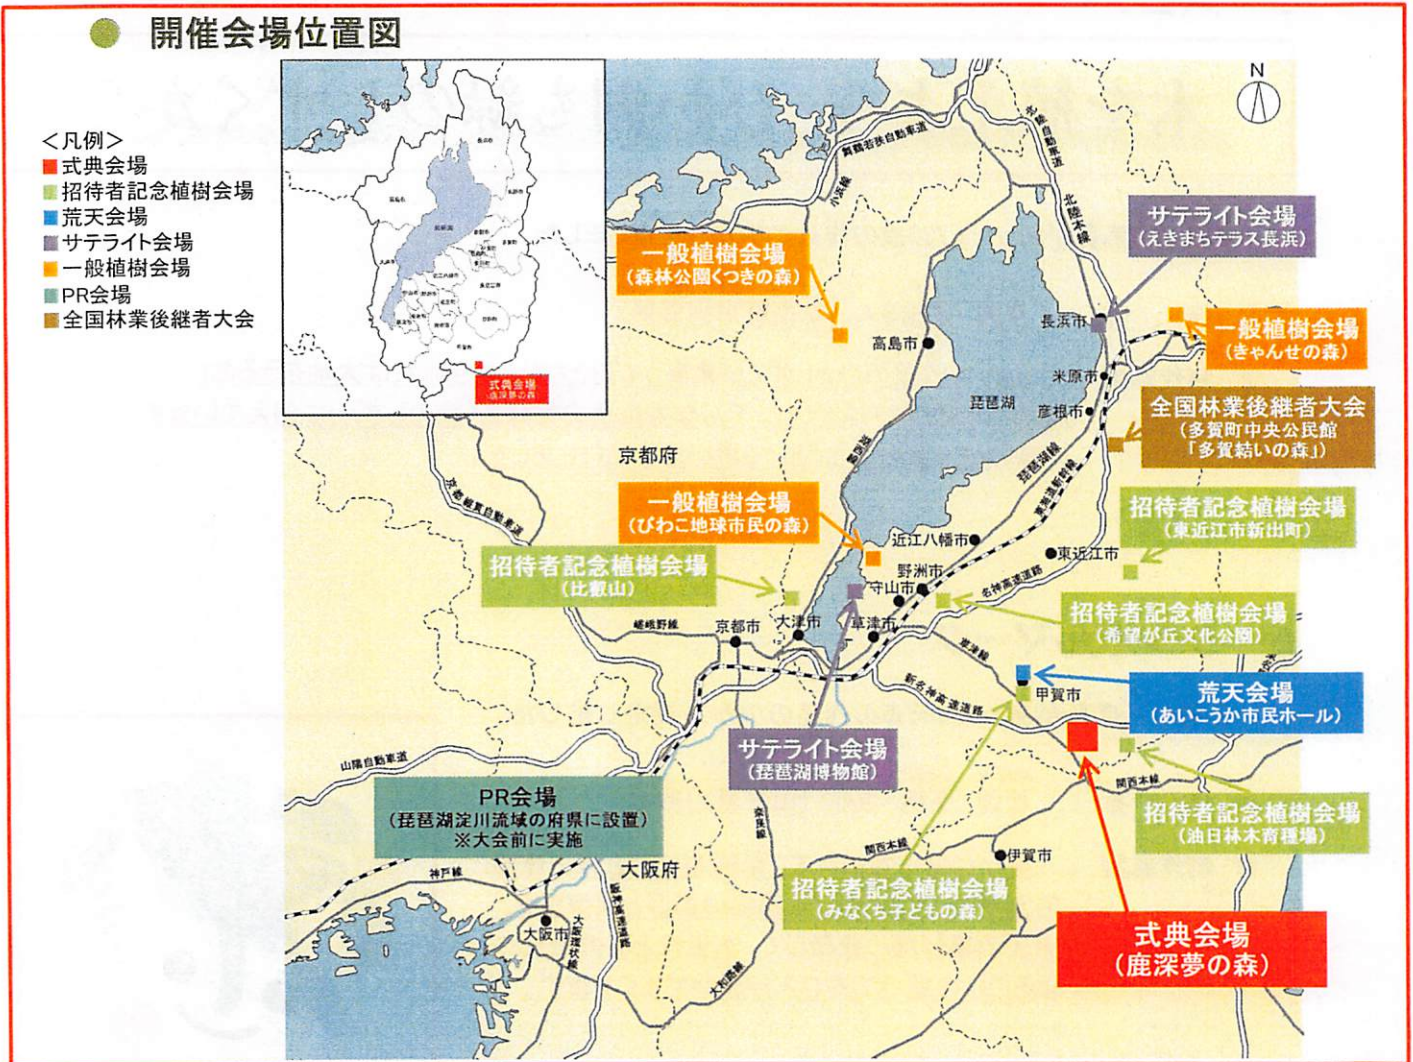 開催会場位置図
＜凡例＞
式典会場
招待者記念植樹会場
荒天会場
サテライト会場
一般植樹会場
PR会場
全国林業後継者大会
式典会場
(鹿深夢の森)
N
舞鶴若狭自動車道
北陸自動車道
小浜線
北陸本線
サテライト会場
(えきまちテラス長浜)
一般植樹会場
(森林公園くつきの森)
長浜市
一般植樹会場
(きゃんせの森)
高島市
米原市
琵琶湖
彦根市
全国林業後継者大会
(多賀町中央公民館
「多賀結いの森」)
京都府
湖西線
琵琶湖線
東海道新幹線
京都縦貫自動車道
一般植樹会場
(びわこ地球市民の森)
招待者記念植樹会場
(東近江市新出町)
近江八幡市
東近江市
招待者記念植樹会場
(比叡山)
野洲市
守山市
名神高速道路
招待者記念植樹会場
(希望が丘文化公園)
嵯峨野線
京都市
大津市
草津市
草津線
新名神高速道路
甲賀市
荒天会場
(あいこうか市民ホール)
サテライト会場
(琵琶湖博物館)
山陽自動車道
関西本線
PR会場
(琵琶湖淀川流域の府県に設置)
※大会前に実施
招待者記念植樹会場
(油日林木育種場)
奈良線
関西本線
伊賀市
大阪府
神戸線
招待者記念植樹会場
(みなくち子どもの森)
大阪市
大阪環状線
大和路線
式典会場
(鹿深夢の森)